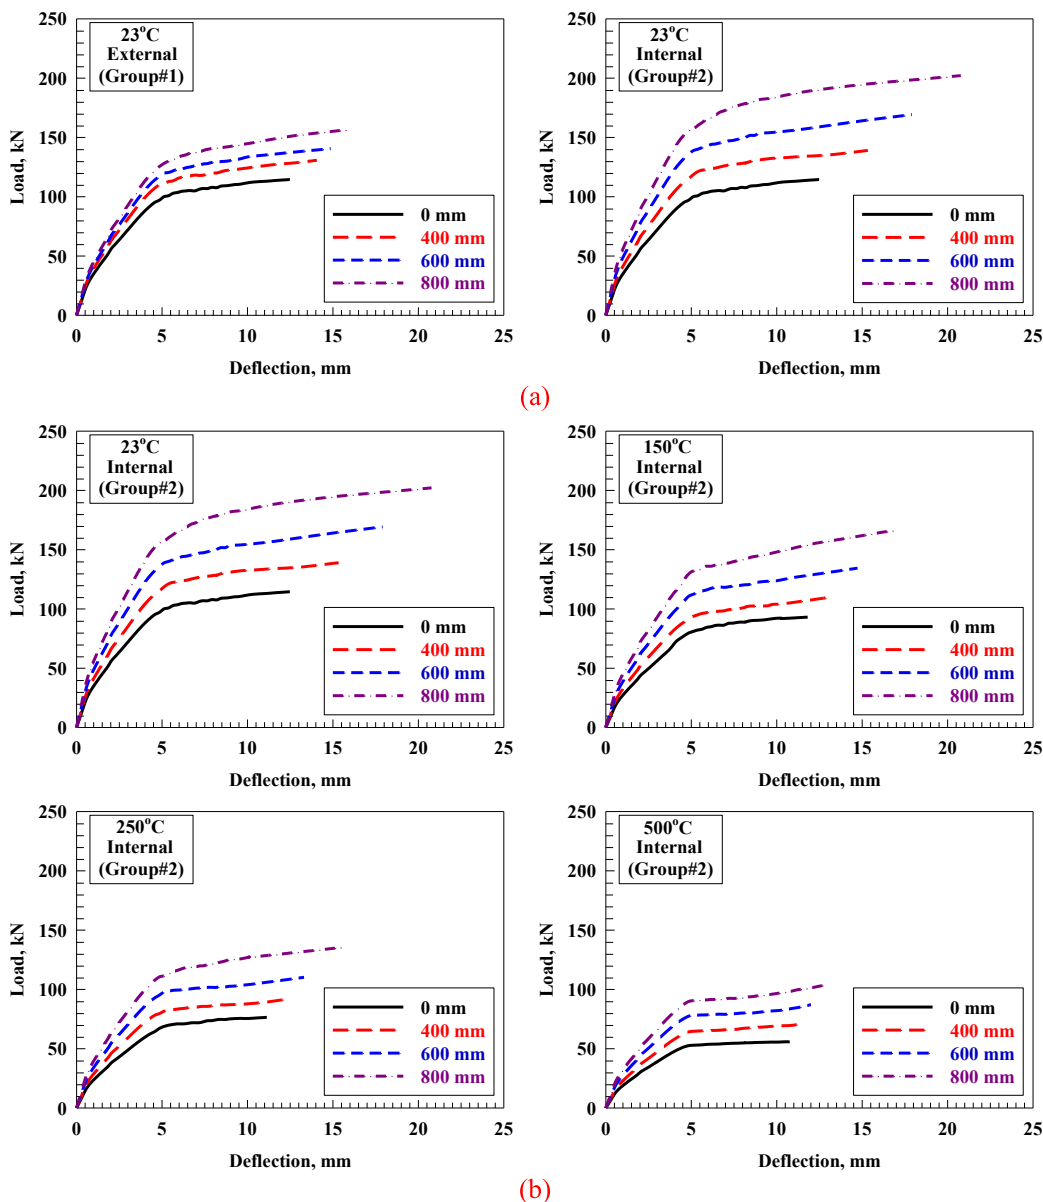 23°C
External
(Group#1)
250
200
150
100
50
0
Load, kN
0 mm
400 mm
600 mm
800 mm
0 5 10 15 20 25
Deflection, mm
23°C
Internal
(Group#2)
250
200
150
100
50
0
Load, kN
0 mm
400 mm
600 mm
800 mm
0 5 10 15 20 25
Deflection, mm
(a)
23°C
Internal
(Group#2)
250
200
150
100
50
0
Load, kN
0 mm
400 mm
600 mm
800 mm
0 5 10 15 20 25
Deflection, mm
150°C
Internal
(Group#2)
250
200
150
100
50
0
Load, kN
0 mm
400 mm
600 mm
800 mm
0 5 10 15 20 25
Deflection, mm
250°C
Internal
(Group#2)
250
200
150
100
50
0
Load, kN
0 mm
400 mm
600 mm
800 mm
0 5 10 15 20 25
Deflection, mm
500°C
Internal
(Group#2)
250
200
150
100
50
0
Load, kN
0 mm
400 mm
600 mm
800 mm
0 5 10 15 20 25
Deflection, mm
(b)